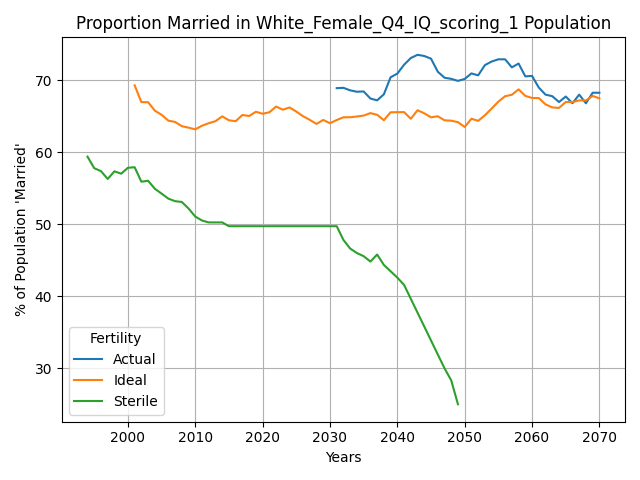 Proportion Married in White_Female_Q4_IQ_scoring_1 Population
% of Population 'Married'
70
60
50
40
30
Fertility
Actual
Ideal
Sterile
2000 2010 2020 2030 2040 2050 2060 2070
Years